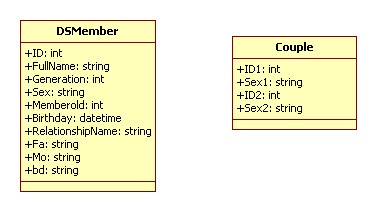 DSMember
+ID: int
+FullName: string
+Generation: int
+Sex: string
+MemberoId: int
+Birthday: datetime
+RelationshipName: string
+Fa: string
+Mo: string
+bd: string
Couple
+ID1: int
+Sex1: string
+ID2: int
+Sex2: string